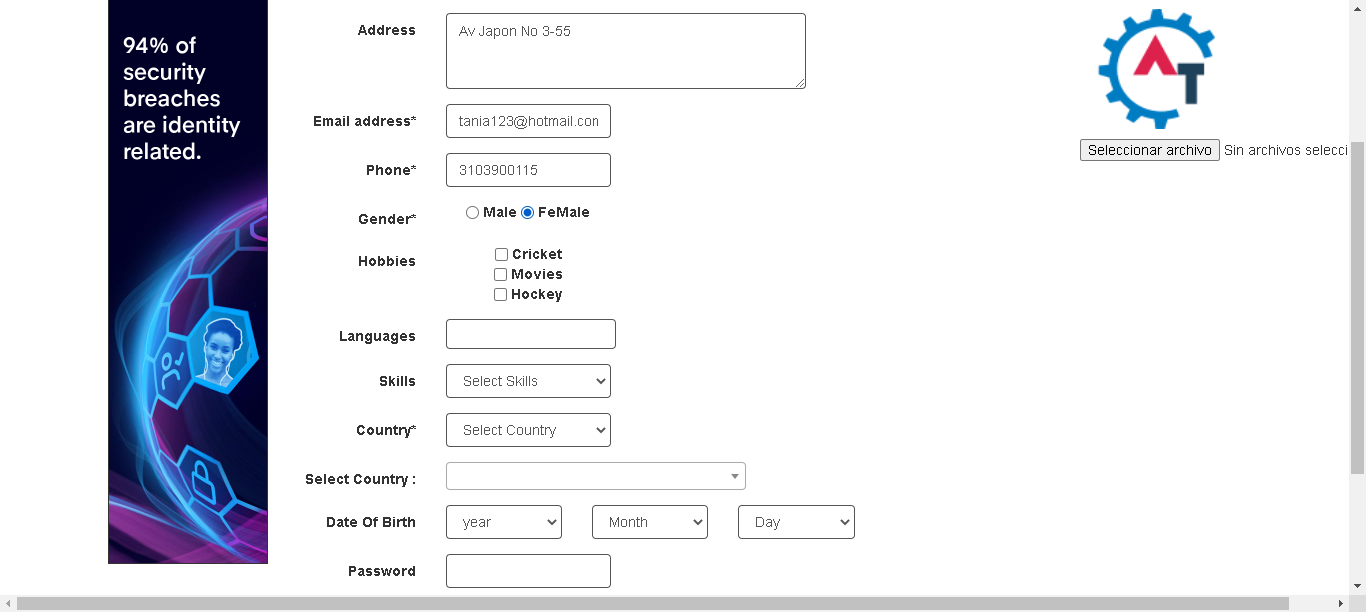 94% of
security
breaches
are identity
related.
Address
Av Japon No 3-55
Email address*
tania123@hotmail.con
Phone*
3103900115
Gender*
Male FeMale
Hobbies
Cricket
Movies
Hockey
Languages
Skills
Select Skills
Country*
Select Country
Select Country :
Date Of Birth
year Month Day
Password
AT
Seleccionar archivo Sin archivos selecci